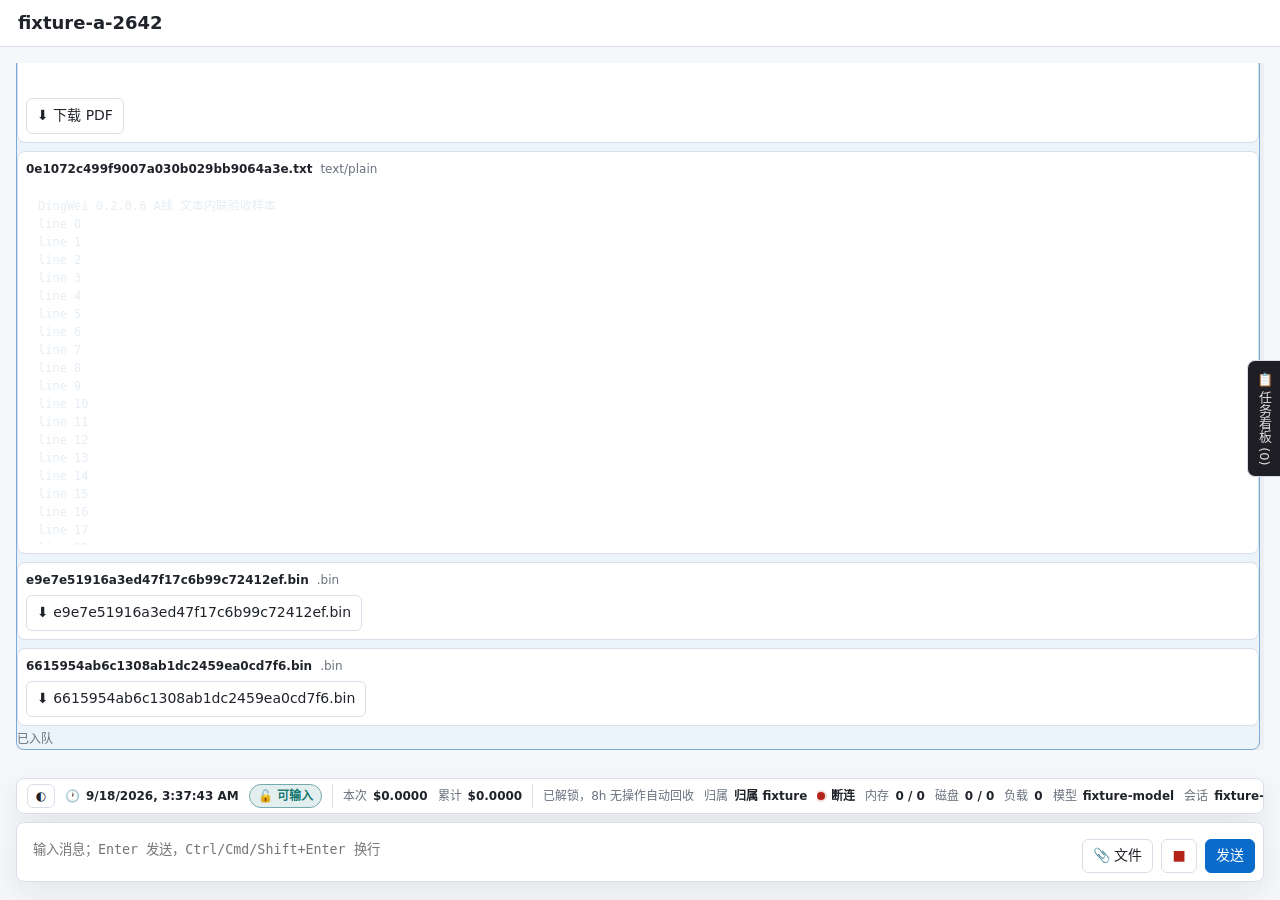 fixture-a-2642
⬇ 下载 PDF
0e1072c499f9007a030b029bb9064a3e.txt text/plain
DingWei 0.2.0.6 A线 文本内联验收样本
line 0
line 1
line 2
line 3
line 4
line 5
line 6
line 7
line 8
line 9
line 10
line 11
line 12
line 13
line 14
line 15
line 16
line 17
📋 任务看板 (0)
e9e7e51916a3ed47f17c6b99c72412ef.bin .bin
⬇ e9e7e51916a3ed47f17c6b99c72412ef.bin
6615954ab6c1308ab1dc2459ea0cd7f6.bin .bin
⬇ 6615954ab6c1308ab1dc2459ea0cd7f6.bin
已入队
9/18/2026, 3:37:43 AM 🔓 可输入 本次 $0.0000 累计 $0.0000 已解锁，8h 无操作自动回收 归属 归属 fixture 断连 内存 0 / 0 磁盘 0 / 0 负载 0 模型 fixture-model 会话 fixture-
输入消息；Enter 发送，Ctrl/Cmd/Shift+Enter 换行
📎 文件
发送